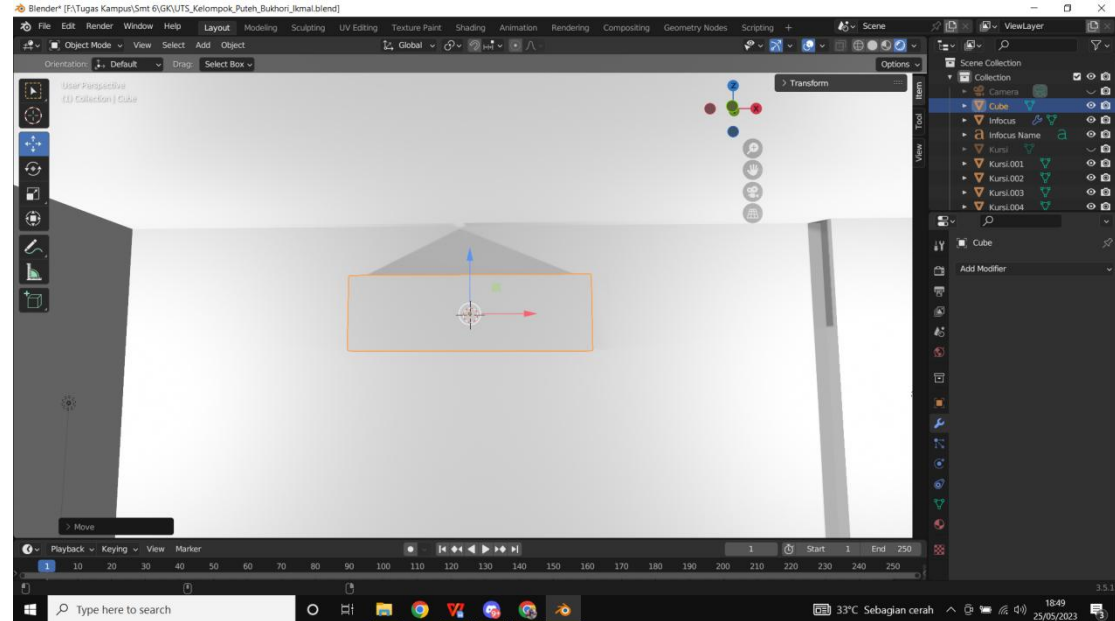 Blender* [F:\Tugas Kampus\Smt 6\GK\UTS_Kelompok_Puteh_Bukhori_Ikmal.blend]
File Edit Render Window Help Layout Modeling Sculpting UV Editing Texture Paint Shading Animation Rendering Compositing Geometry Nodes Scripting + Scene ViewLayer
Object Mode View Select Add Object Global
Orientation: Default Drag: Select Box Options
User Perspective
(1) Collection | Cube
Transform
Item
Tool
View
Z
X
Move
Scene Collection
Collection
Camera
Cube
Infocus
Infocus Name
Kursi
Kursi.001
Kursi.002
Kursi.003
Kursi.004
Cube
Add Modifier
Playback Keying View Marker 1 Start 1 End 250
1 10 20 30 40 50 60 70 80 90 100 110 120 130 140 150 160 170 180 190 200 210 220 230 240 250
3.5.1
Type here to search 33°C Sebagian cerah 18:49
25/05/2023
3